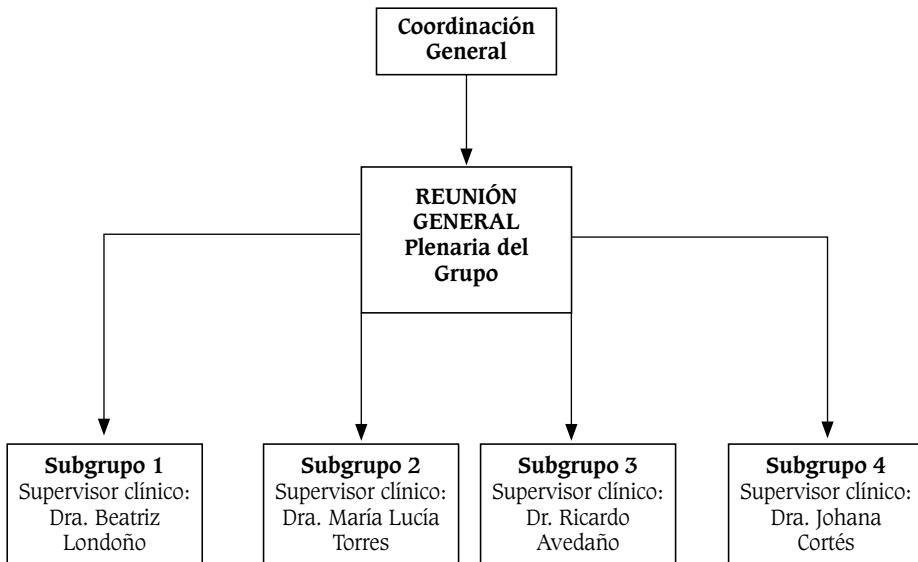 Coordinación
General
REUNIÓN
GENERAL
Plenaria del
Grupo
Subgrupo 1
Supervisor clínico:
Dra. Beatriz
Londoño
Subgrupo 2
Supervisor clínico:
Dra. María Lucía
Torres
Subgrupo 3
Supervisor clínico:
Dr. Ricardo
Avedaño
Subgrupo 4
Supervisor clínico:
Dra. Johana
Cortés